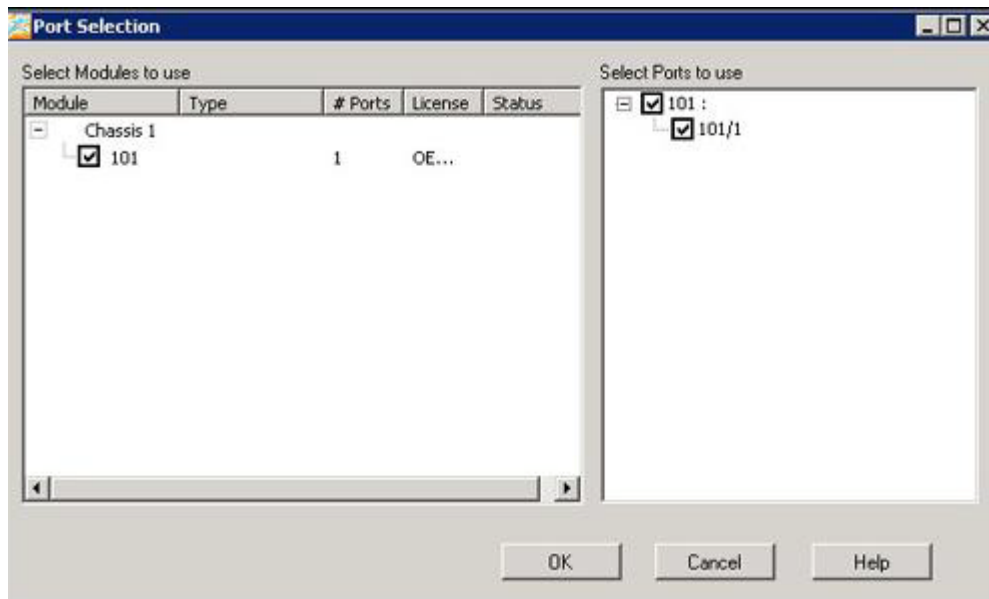 Port Selection
Select Modules to use
Module Type # Ports License Status
Chassis 1
101 1 OE...
Select Ports to use
101 :
101/1
OK Cancel Help